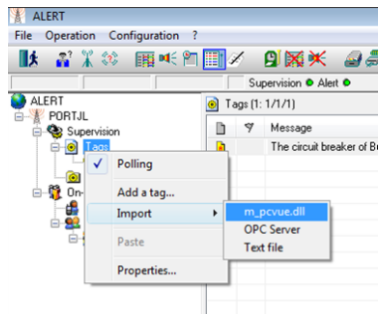 ALERT
File Operation Configuration ?
Supervision Alert
ALERT
PORTJL
Supervision
Tags
On-
Tags (1: 1/1/1)
Message
The circuit breaker of B
Polling
Add a tag...
Import
Paste
Properties...
m_pcvue.dll
OPC Server
Text file